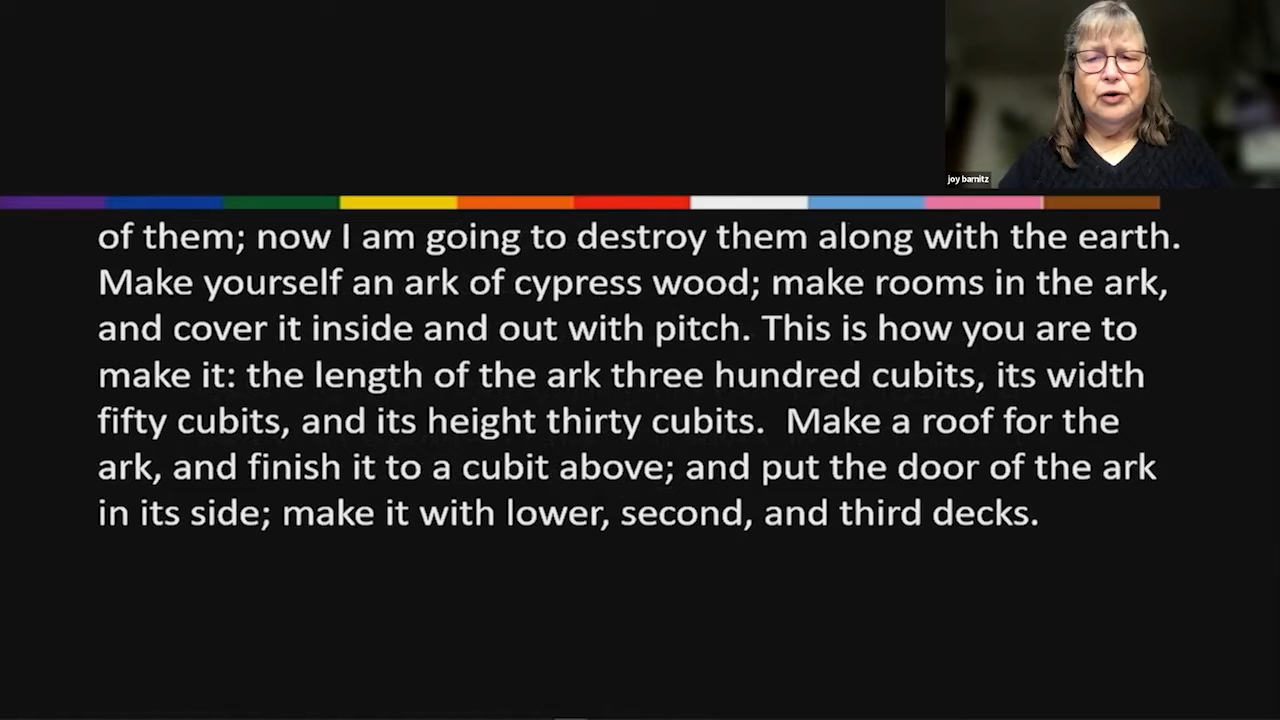 joy barnitz
of them; now I am going to destroy them along with the earth.
Make yourself an ark of cypress wood; make rooms in the ark,
and cover it inside and out with pitch. This is how you are to
make it: the length of the ark three hundred cubits, its width
fifty cubits, and its height thirty cubits.  Make a roof for the
ark, and finish it to a cubit above; and put the door of the ark
in its side; make it with lower, second, and third decks.